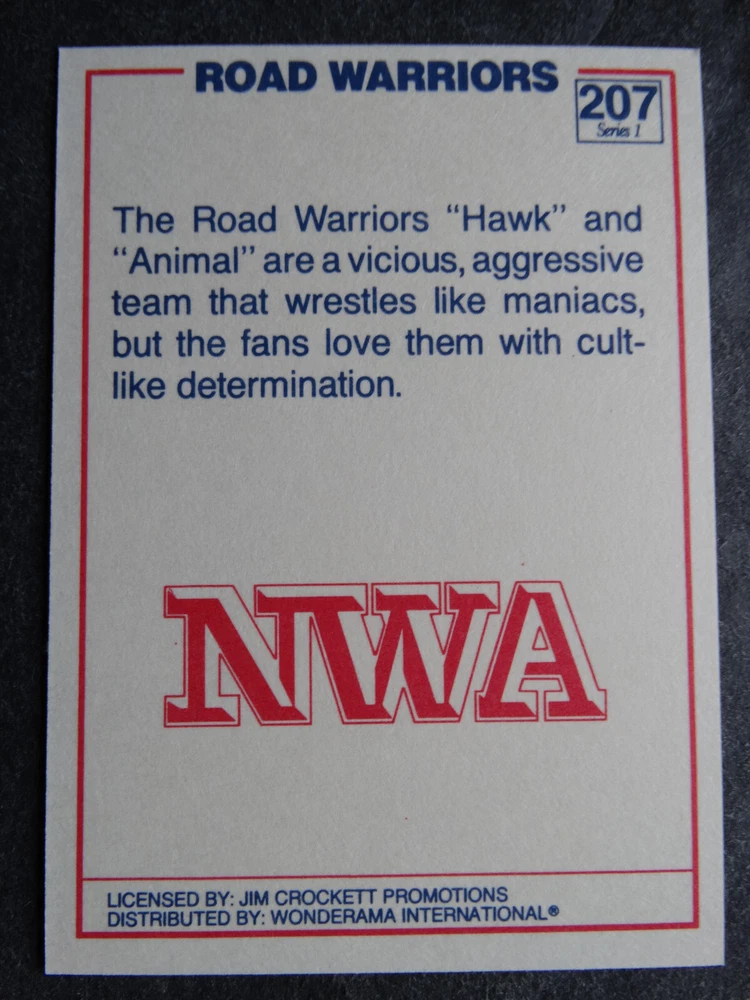 ROAD WARRIORS
207
Series 1
The Road Warriors “Hawk” and
“Animal” are a vicious, aggressive
team that wrestles like maniacs,
but the fans love them with cult-
like determination.
NWA
LICENSED BY: JIM CROCKETT PROMOTIONS
DISTRIBUTED BY: WONDERAMA INTERNATIONAL®